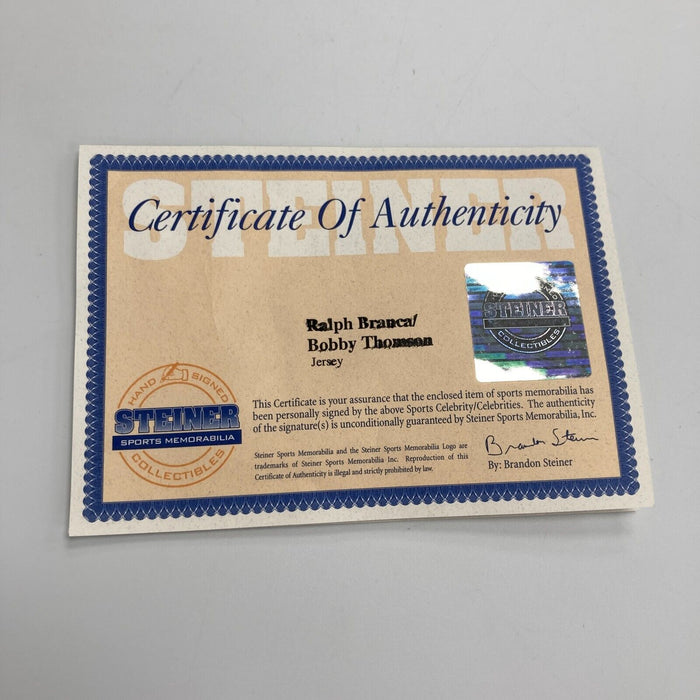 STEINER
Certificate Of Authenticity
STEINER
COLLECTIBLES
Ralph Branca/
Bobby Thomson
Jersey
HAND SIGNED
STEINER
SPORTS MEMORABILIA
COLLECTIBLES
This Certificate is your assurance that the enclosed item of sports memorabilia has
been personally signed by the above Sports Celebrity/Celebrities. The authenticity
of the signature(s) is unconditionally guaranteed by Steiner Sports Memorabilia, Inc.
Steiner Sports Memorabilia and the Steiner Sports Memorabilia Logo are
trademarks of Steiner Sports Memorabilia Inc. Reproduction of this
Certificate of Authenticity is illegal and strictly prohibited by law.
Brandon Steiner
By: Brandon Steiner